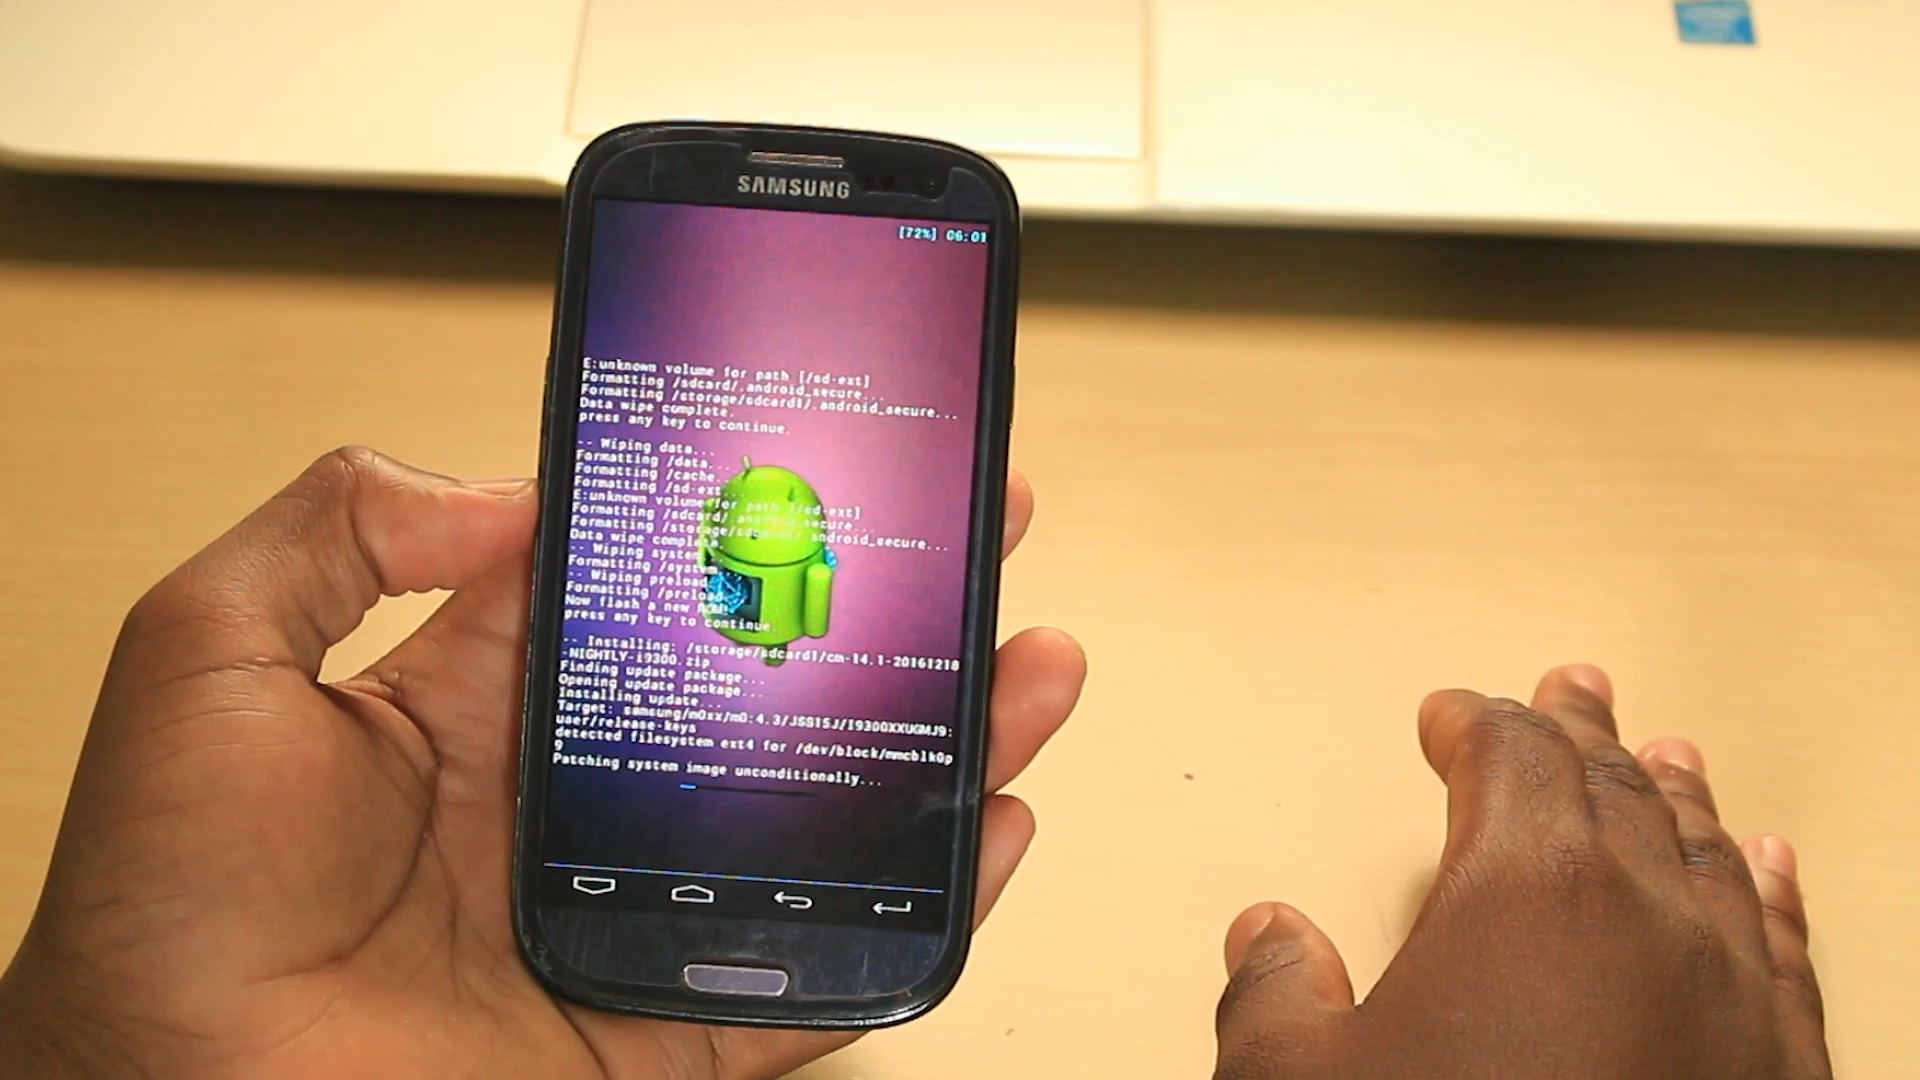 SAMSUNG
[72%] 06:01
E:unknown volume for path [/sd-ext]
Formatting /sdcard/.android_secure...
Formatting /storage/sdcard1/.android_secure...
Data wipe complete.
press any key to continue.
-- Wiping data...
Formatting /data...
Formatting /cache...
Formatting /sd-ext...
E:unknown volume for path [/sd-ext]
Formatting /sdcard/.android_secure...
Formatting /storage/sdcard1/.android_secure...
Data wipe complete.
-- Wiping system...
Formatting /system...
-- Wiping preload...
Formatting /preload...
Now flash a new ROM!
press any key to continue.
-- Installing: /storage/sdcard1/cm-14.1-20161218
-NIGHTLY-i9300.zip
Finding update package...
Opening update package...
Installing update...
Target: samsung/m0xx/m0:4.3/JSS15J/I9300XXUGMJ9:
user/release-keys
detected filesystem ext4 for /dev/block/mmcblk0p
9
Patching system image unconditionally...